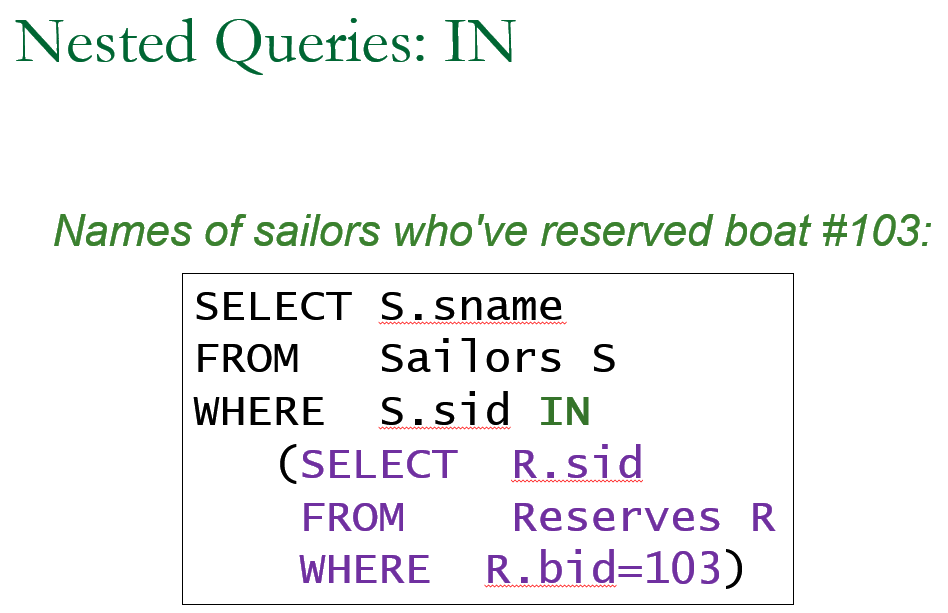 Nested Queries: IN
Names of sailors who've reserved boat #103:
SELECT S.sname
FROM Sailors S
WHERE S.sid IN
(SELECT R.sid
FROM Reserves R
WHERE R.bid=103)